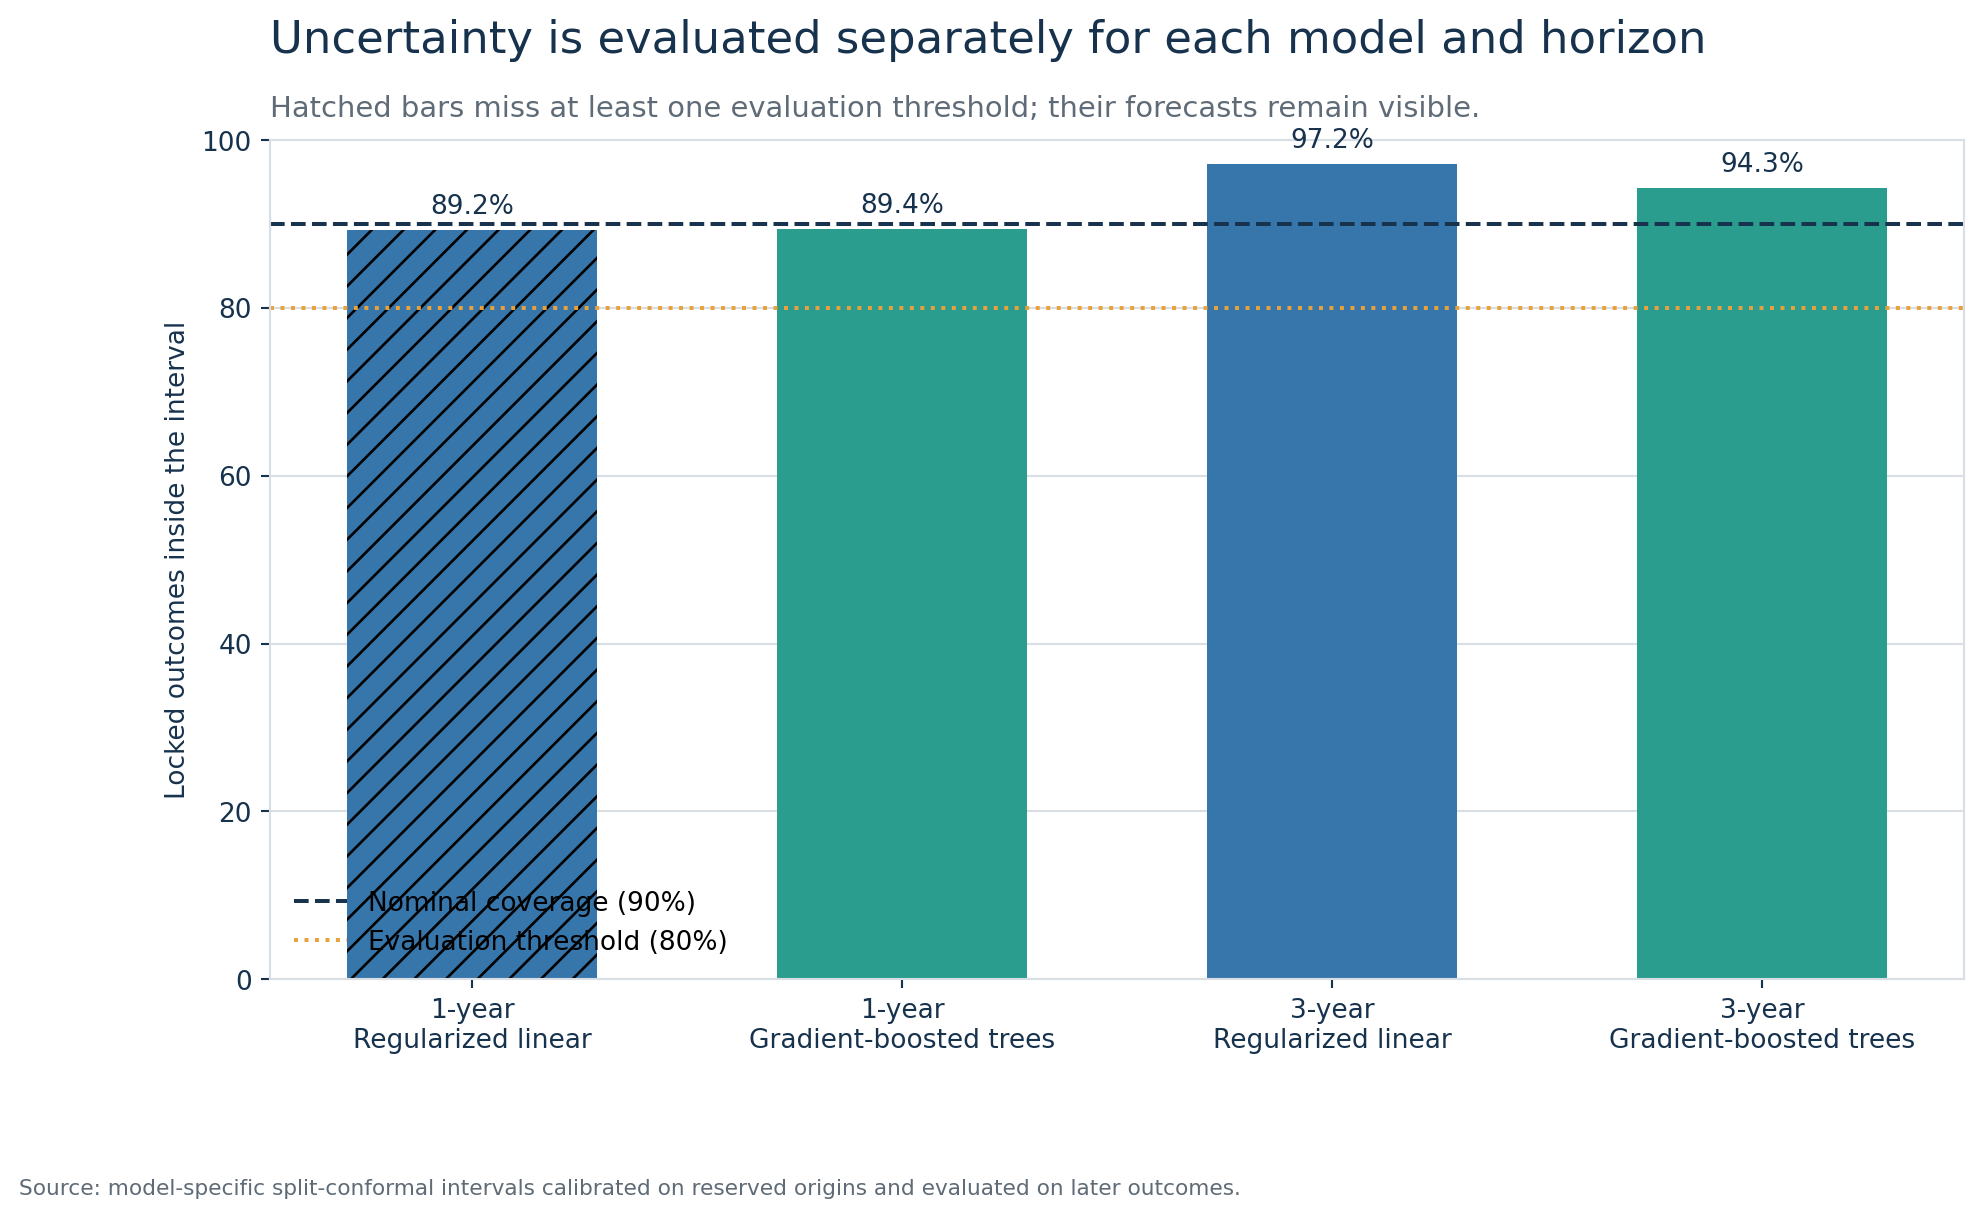 Uncertainty is evaluated separately for each model and horizon
Hatched bars miss at least one evaluation threshold; their forecasts remain visible.
100
80
60
40
20
0
Locked outcomes inside the interval
89.2%
89.4%
97.2%
94.3%
Nominal coverage (90%)
Evaluation threshold (80%)
1-year
Regularized linear
1-year
Gradient-boosted trees
3-year
Regularized linear
3-year
Gradient-boosted trees
Source: model-specific split-conformal intervals calibrated on reserved origins and evaluated on later outcomes.